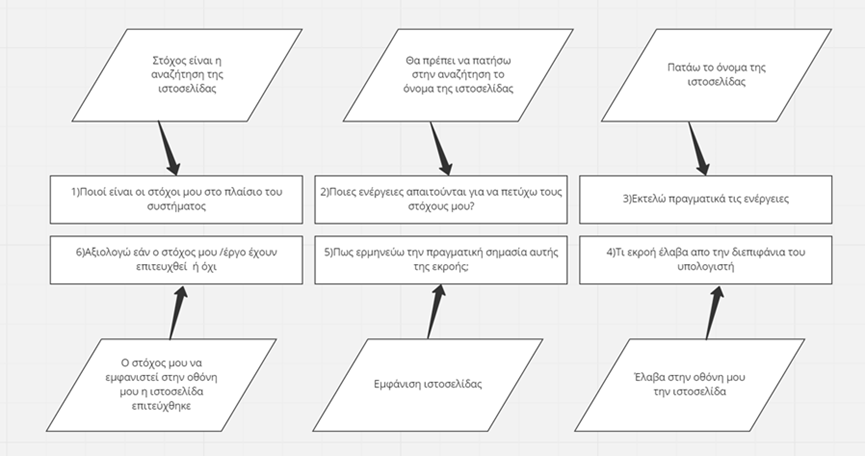 Στόχος είναι η
αναζήτηση της
ιστοσελίδας
Θα πρέπει να πατήσω
στην αναζήτηση το
όνομα της ιστοσελίδας
Πατάω το όνομα της
ιστοσελίδας
1)Ποιοί είναι οι στόχοι μου στο πλαίσιο του
συστήματος
2)Ποιες ενέργειες απαιτούνται για να πετύχω τους
στόχους μου?
3)Εκτελώ πραγματικά τις ενέργειες
6)Αξιολογώ εάν ο στόχος μου /έργο έχουν
επιτευχθεί ή όχι
5)Πως ερμηνεύω την πραγματική σημασία αυτής
της εκροής;
4)Τι εκροή έλαβα απο την διεπιφάνια του
υπολογιστή
Ο στόχος μου να
εμφανιστεί στην οθόνη
μου η ιστοσελίδα
επιτεύχθηκε
Εμφάνιση ιστοσελίδας
Έλαβα στην οθόνη μου
την ιστοσελίδα